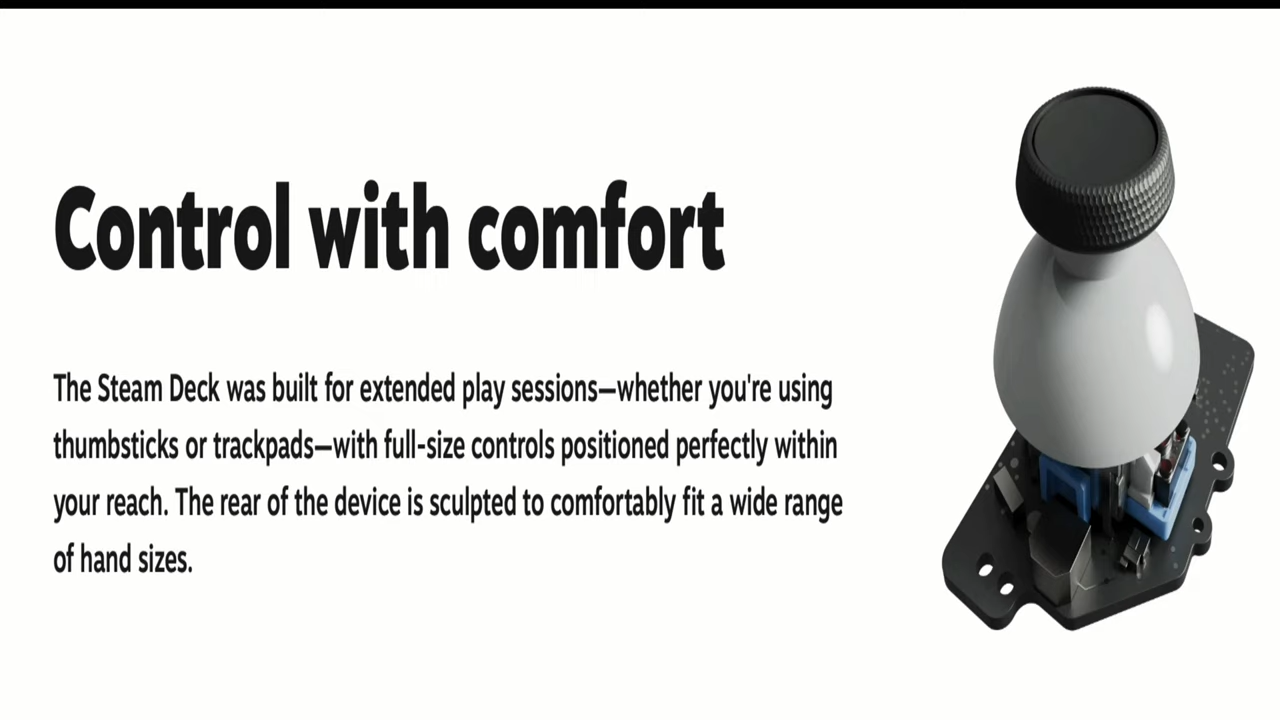 Control with comfort
The Steam Deck was built for extended play sessions—whether you're using
thumbsticks or trackpads—with full-size controls positioned perfectly within
your reach. The rear of the device is sculpted to comfortably fit a wide range
of hand sizes.